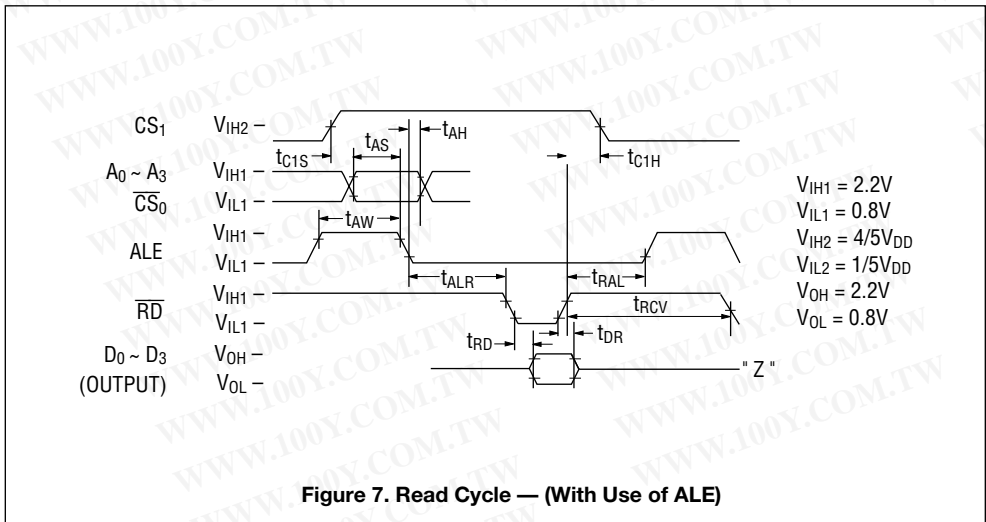 CS1 VIH2
tC1S tAS tAH tC1H
A0 ~ A3 VIH1
CS0 VIL1
tAW
ALE VIH1
VIL1
tALR tRAL
RD VIH1
VIL1
tRCV
tRD tDR
D0 ~ D3 VOH
(OUTPUT) VOL
" Z "
VIH1 = 2.2V
VIL1 = 0.8V
VIH2 = 4/5VDD
VIL2 = 1/5VDD
VOH = 2.2V
VOL = 0.8V
Figure 7. Read Cycle — (With Use of ALE)
WWW.100Y.COM.TW